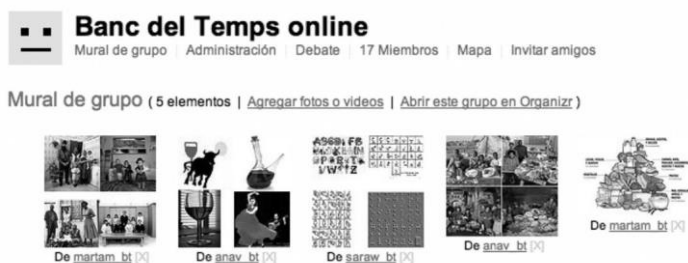 Banc del Temps online
Mural de grupo Administración Debate 17 Miembros Mapa Invitar amigos
Mural de grupo ( 5 elementos | Agregar fotos o videos | Abrir este grupo en Organizr )
De martam_bt [X]
De anav_bt [X]
De saraw_bt [X]
De anav_bt [X]
De martam_bt [X]